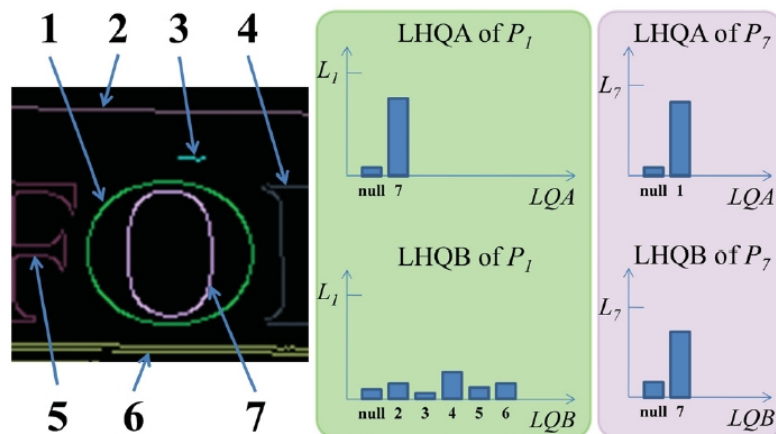 1 2 3 4
5 6 7
F O
LHQA of P1
L1
null 7
LQA
LHQB of P1
L1
null 2 3 4 5 6
LQB
LHQA of P7
L7
null 1
LQA
LHQB of P7
L7
null 7
LQB